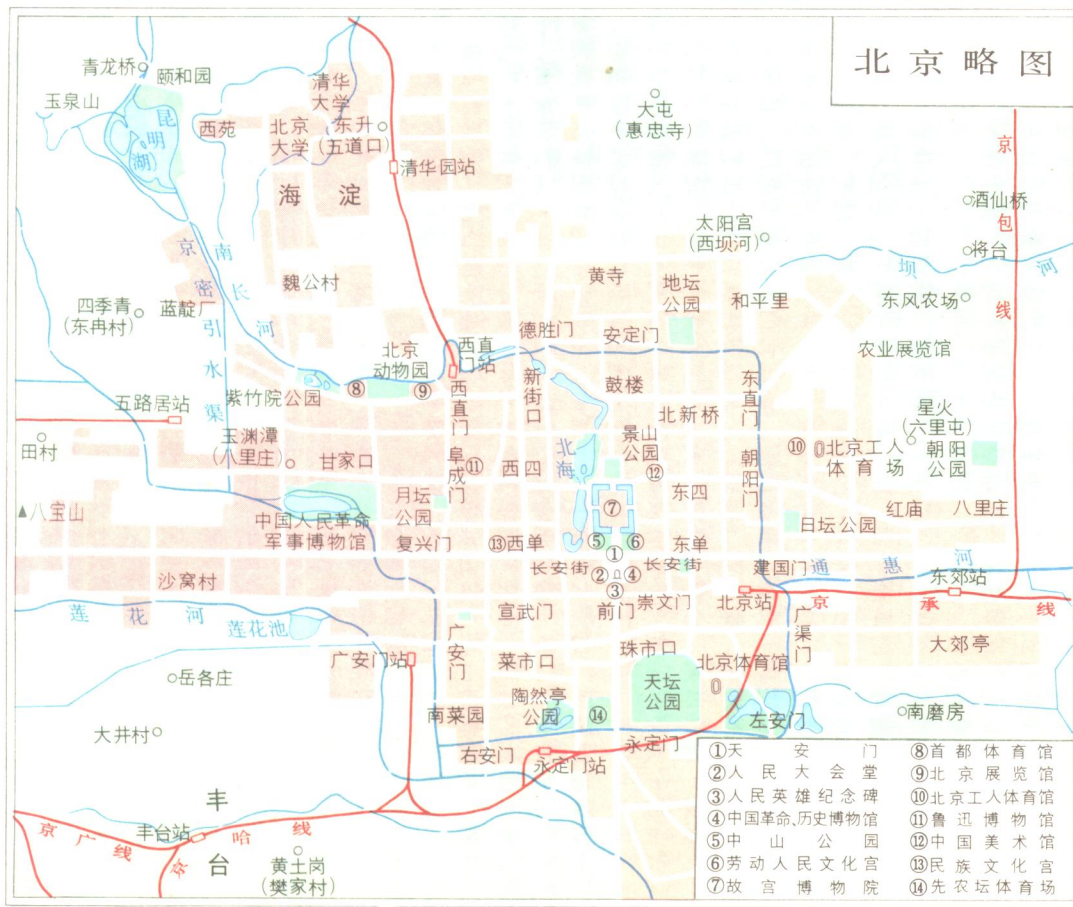 北京略图
青龙桥
颐和园
玉泉山
昆明湖
西苑
清华
大学
北京
大学
东升
(五道口)
清华园站
海淀
大屯
(惠忠寺)
京包线
酒仙桥
将台
太阳宫
(西坝河)
坝河
东风农场
农业展览馆
黄寺
地坛
公园
和平里
魏公村
京密引水渠
南长河
四季青
(东冉村)
蓝靛厂
北京
动物园
西直
门站
德胜门
安定门
新街口
鼓楼
北新桥
东直门
五路居站
紫竹院公园
⑧
⑨
西直门
田村
玉渊潭
(八里庄)
甘家口
阜成门
⑪
西四
北海
景山
公园
⑫
朝阳门
⑩
北京工人
体育场
星火
(六里屯)
朝阳
公园
八宝山
月坛
公园
⑦
东四
日坛公园
红庙
八里庄
中国人民革命
军事博物馆
复兴门
⑬西单
⑤
⑥
①
东单
长安街
②
④
③
长安街
建国门
通惠河
东郊站
沙窝村
莲花河
莲花池
宣武门
前门
崇文门
北京站
京承线
广渠门
大郊亭
广安门站
广安门
菜市口
珠市口
北京体育馆
岳各庄
南菜园
陶然亭
公园
⑭
天坛
公园
左安门
南磨房
大井村
右安门
永定门站
永定门
丰台
丰台站
京广线
京哈线
黄土岗
(樊家村)
①天安门
②人民大会堂
③人民英雄纪念碑
④中国革命、历史博物馆
⑤中山公园
⑥劳动人民文化宫
⑦故宫博物院
⑧首都体育馆
⑨北京展览馆
⑩北京工人体育馆
⑪鲁迅博物馆
⑫中国美术馆
⑬民族文化宫
⑭先农坛体育场